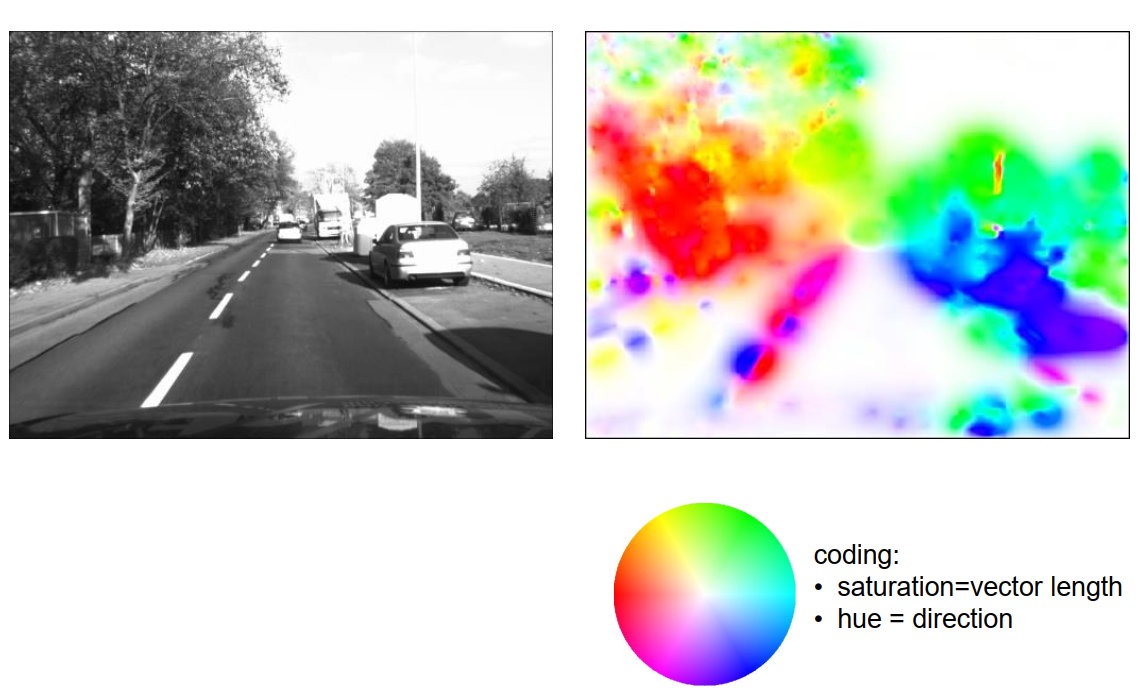 coding:
• saturation=vector length
• hue = direction